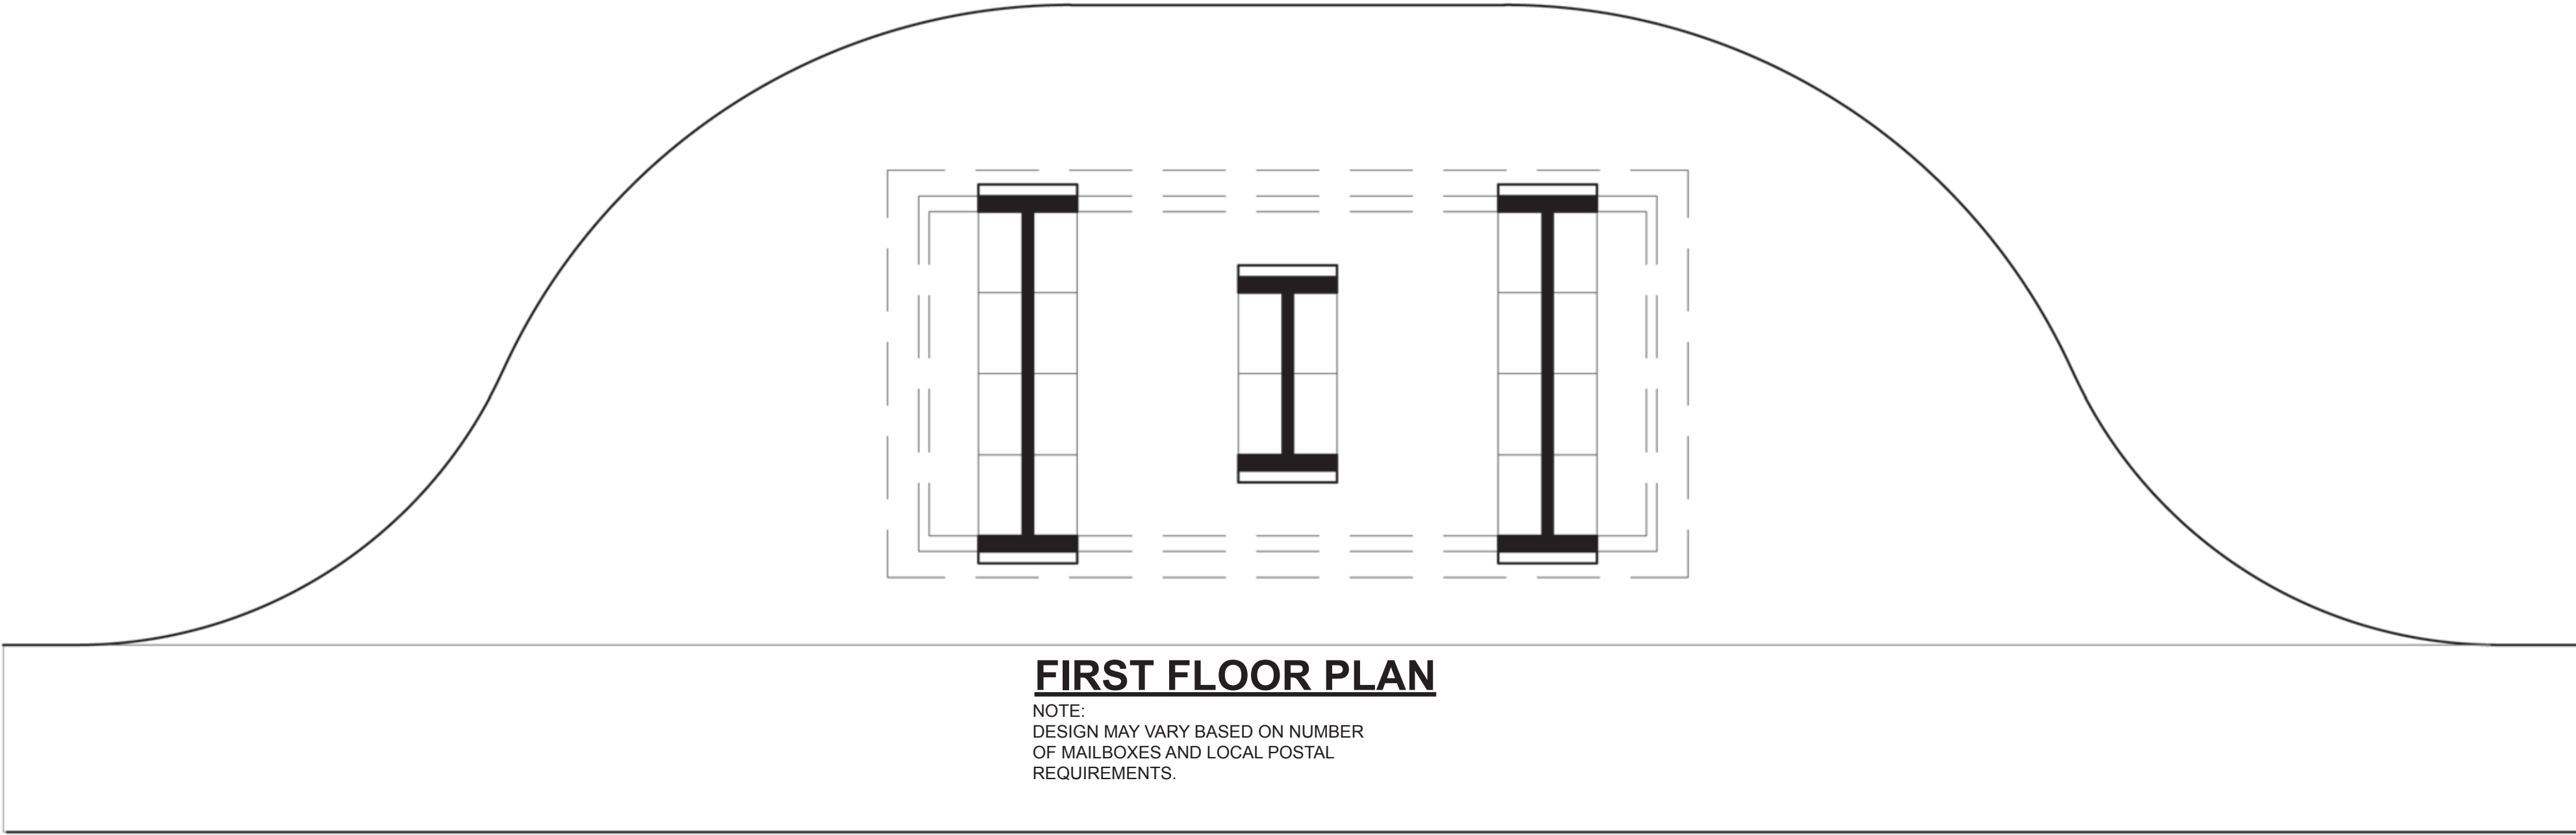 FIRST FLOOR PLAN
NOTE:
DESIGN MAY VARY BASED ON NUMBER
OF MAILBOXES AND LOCAL POSTAL
REQUIREMENTS.